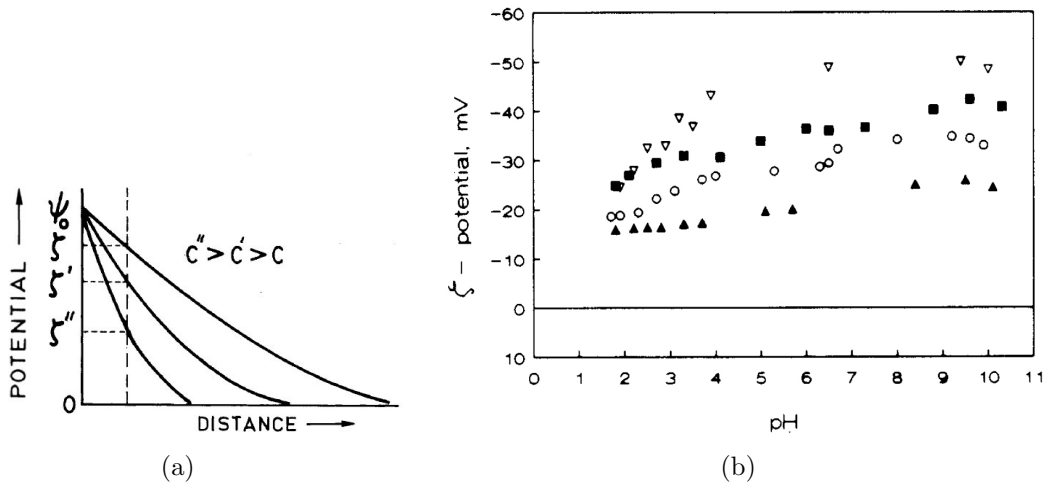 POTENTIAL
ψ₀
ζ
ζ'
ζ''
0
C''>C'>C
DISTANCE
(a)
ζ – potential, mV
-60
-50
-40
-30
-20
-10
0
10
0 1 2 3 4 5 6 7 8 9 10 11
pH
(b)